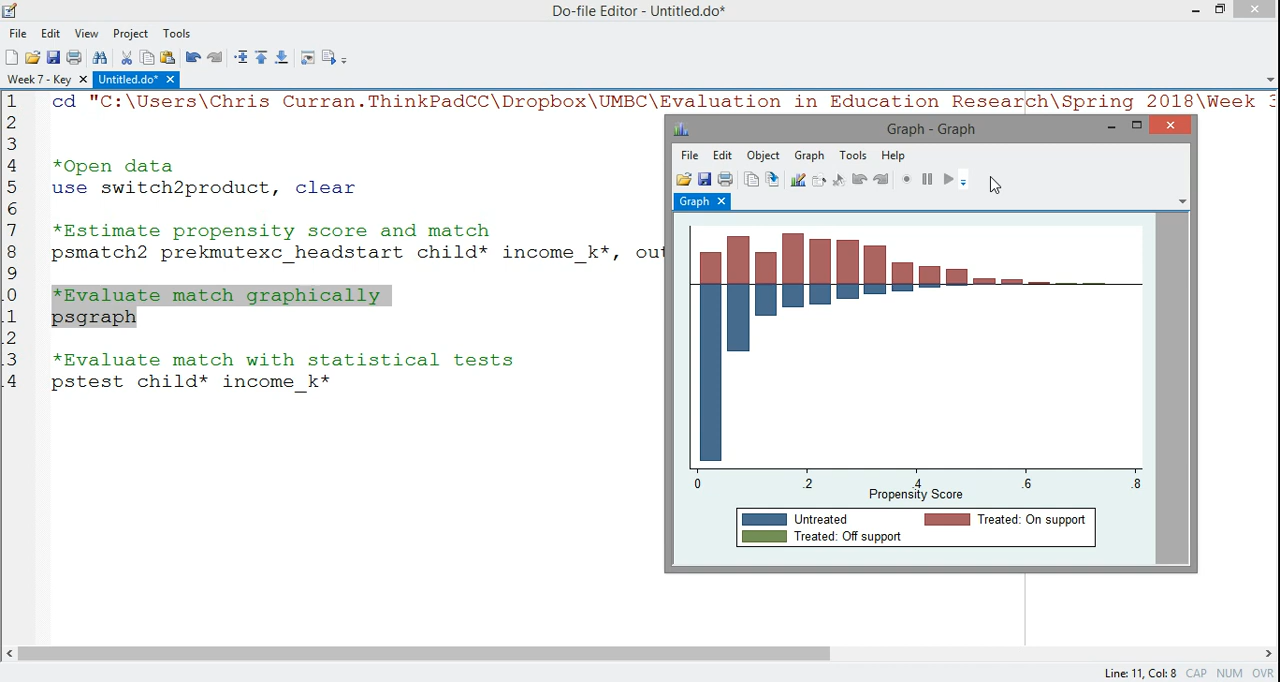 Do-file Editor - Untitled.do*
File Edit View Project Tools
Week 7 - Key Untitled.do*
1 cd "C:\Users\Chris Curran.ThinkPadCC\Dropbox\UMBC\Evaluation in Education Research\Spring 2018\Week 3
2
3
4 *Open data
5 use switch2product, clear
6
7 *Estimate propensity score and match
8 psmatch2 prekmutexc_headstart child* income_k*, out
9
.0 *Evaluate match graphically
.1 psgraph
.2
.3 *Evaluate match with statistical tests
.4 pstest child* income_k*
Graph - Graph
File Edit Object Graph Tools Help
Graph
0 .2 .4 .6 .8
Propensity Score
Untreated Treated: On support
Treated: Off support
Line: 11, Col: 8 CAP NUM OVR